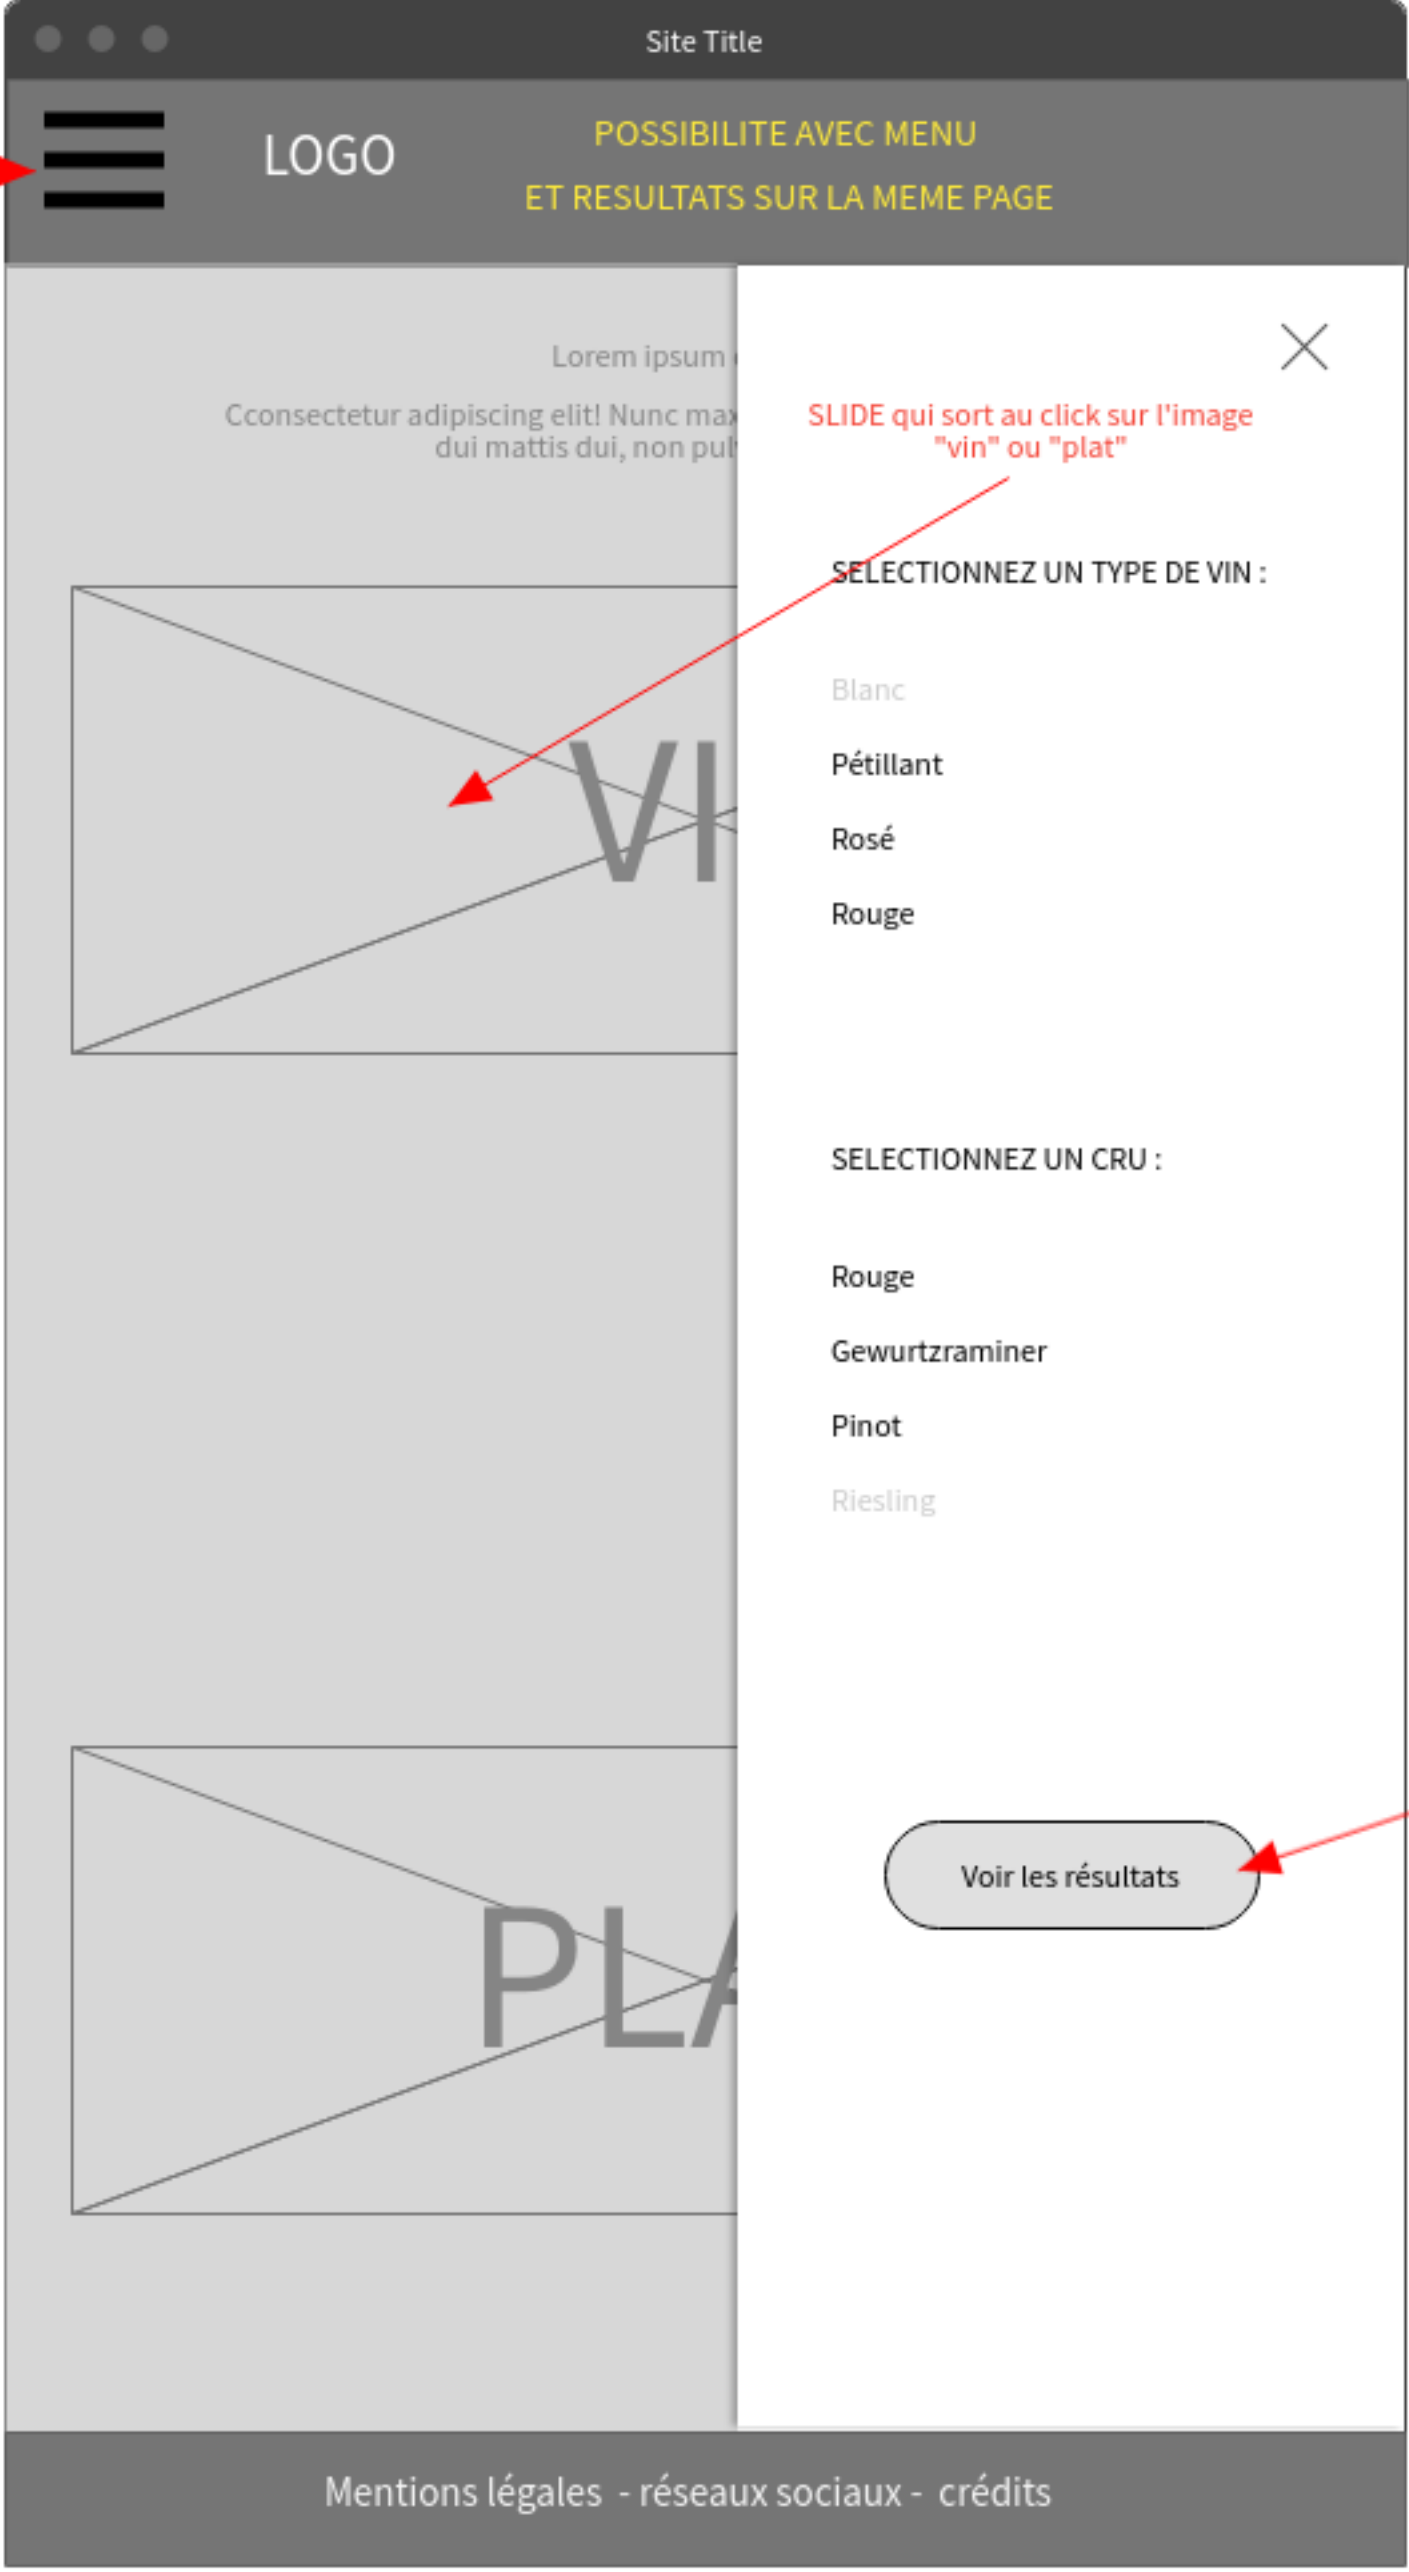 Site Title
LOGO
POSSIBILITE AVEC MENU
ET RESULTATS SUR LA MEME PAGE
Lorem ipsum
Cconsectetur adipiscing elit! Nunc max
dui mattis dui, non pul
SLIDE qui sort au click sur l'image
"vin" ou "plat"
SELECTIONNEZ UN TYPE DE VIN :
Blanc
Pétillant
Rosé
Rouge
VI
SELECTIONNEZ UN CRU :
Rouge
Gewurtzraminer
Pinot
Riesling
Voir les résultats
PLA
Mentions légales - réseaux sociaux - crédits